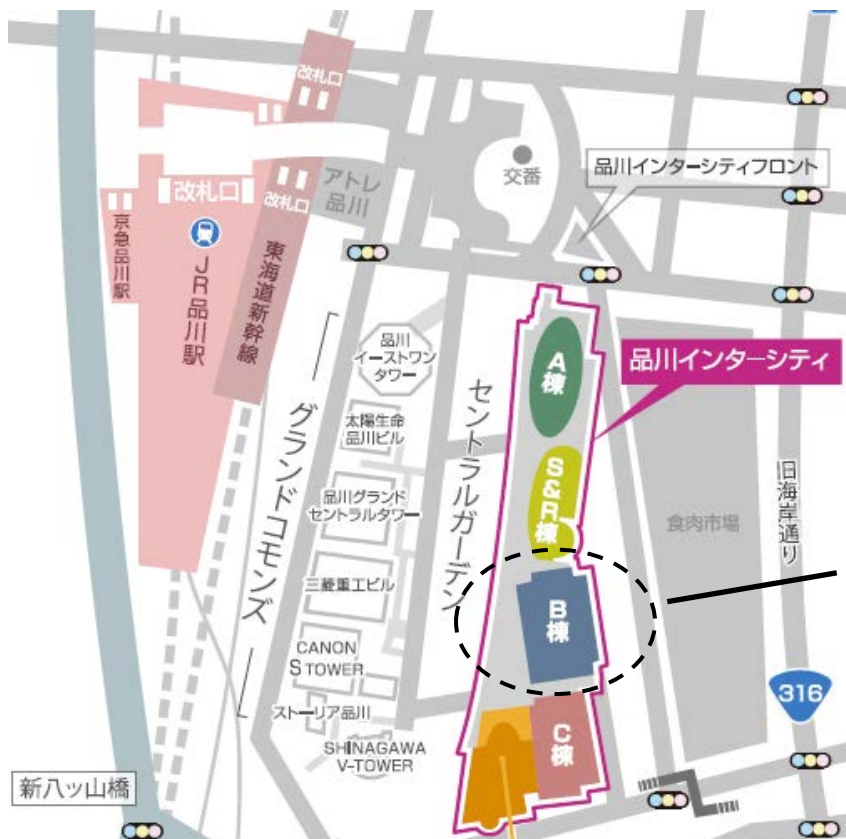 改札口
改札口
改札口
アトレ
品川
交番
品川インターシティフロント
京急品川駅
JR品川駅
東海道新幹線
品川
イーストワン
タワー
A棟
品川インターシティ
グランドコモンズ
太陽生命
品川ビル
セントラルガーデン
S&R棟
品川グランド
セントラルタワー
食肉市場
旧海岸通り
三菱重工ビル
B棟
CANON
S TOWER
316
ストーリア品川
C棟
SHINAGAWA
V-TOWER
新八ッ山橋